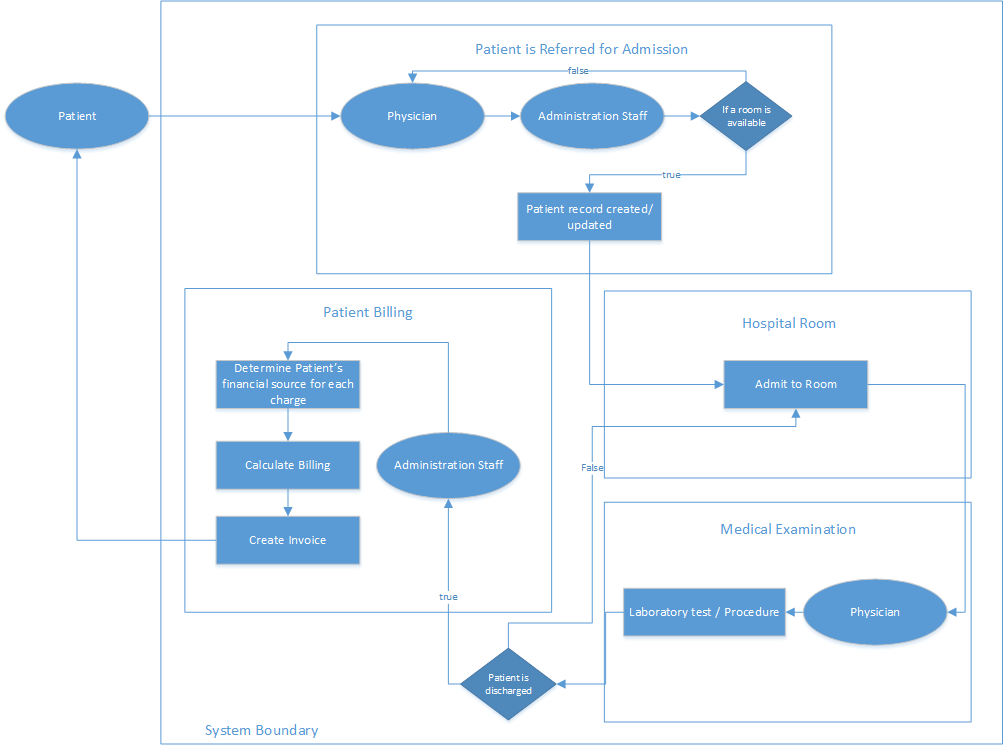 Patient is Referred for Admission
false
Patient
Physician
Administration Staff
If a room is
available
true
Patient record created/
updated
Patient Billing
Hospital Room
Determine Patient's
financial source for each
charge
Admit to Room
Calculate Billing
Administration Staff
False
Create Invoice
Medical Examination
true
Laboratory test / Procedure
Physician
Patient is
discharged
System Boundary